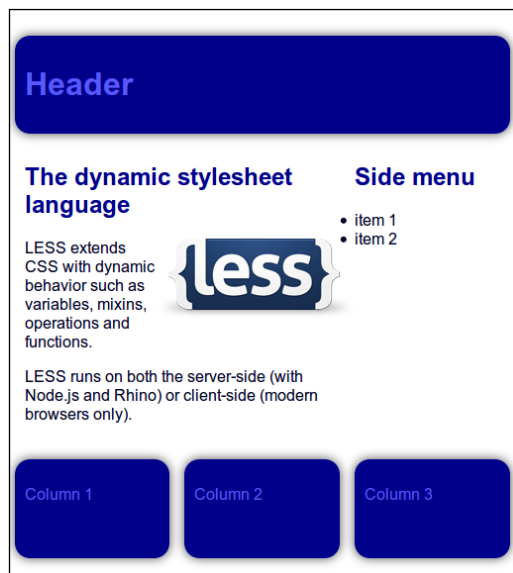 Header
The dynamic stylesheet
language
LESS extends
CSS with dynamic
behavior such as
variables, mixins,
operations and
functions.
{less}
LESS runs on both the server-side (with
Node.js and Rhino) or client-side (modern
browsers only).
Side menu
item 1
item 2
Column 1
Column 2
Column 3